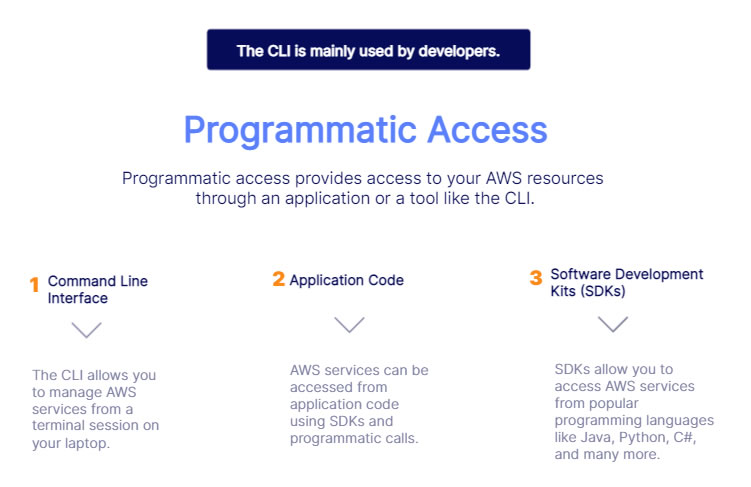 The CLI is mainly used by developers.
Programmatic Access
Programmatic access provides access to your AWS resources
through an application or a tool like the CLI.
1 Command Line
Interface
The CLI allows you
to manage AWS
services from a
terminal session on
your laptop.
2 Application Code
AWS services can be
accessed from
application code
using SDKs and
programmatic calls.
3 Software Development
Kits (SDKs)
SDKs allow you to
access AWS services
from popular
programming languages
like Java, Python, C#,
and many more.